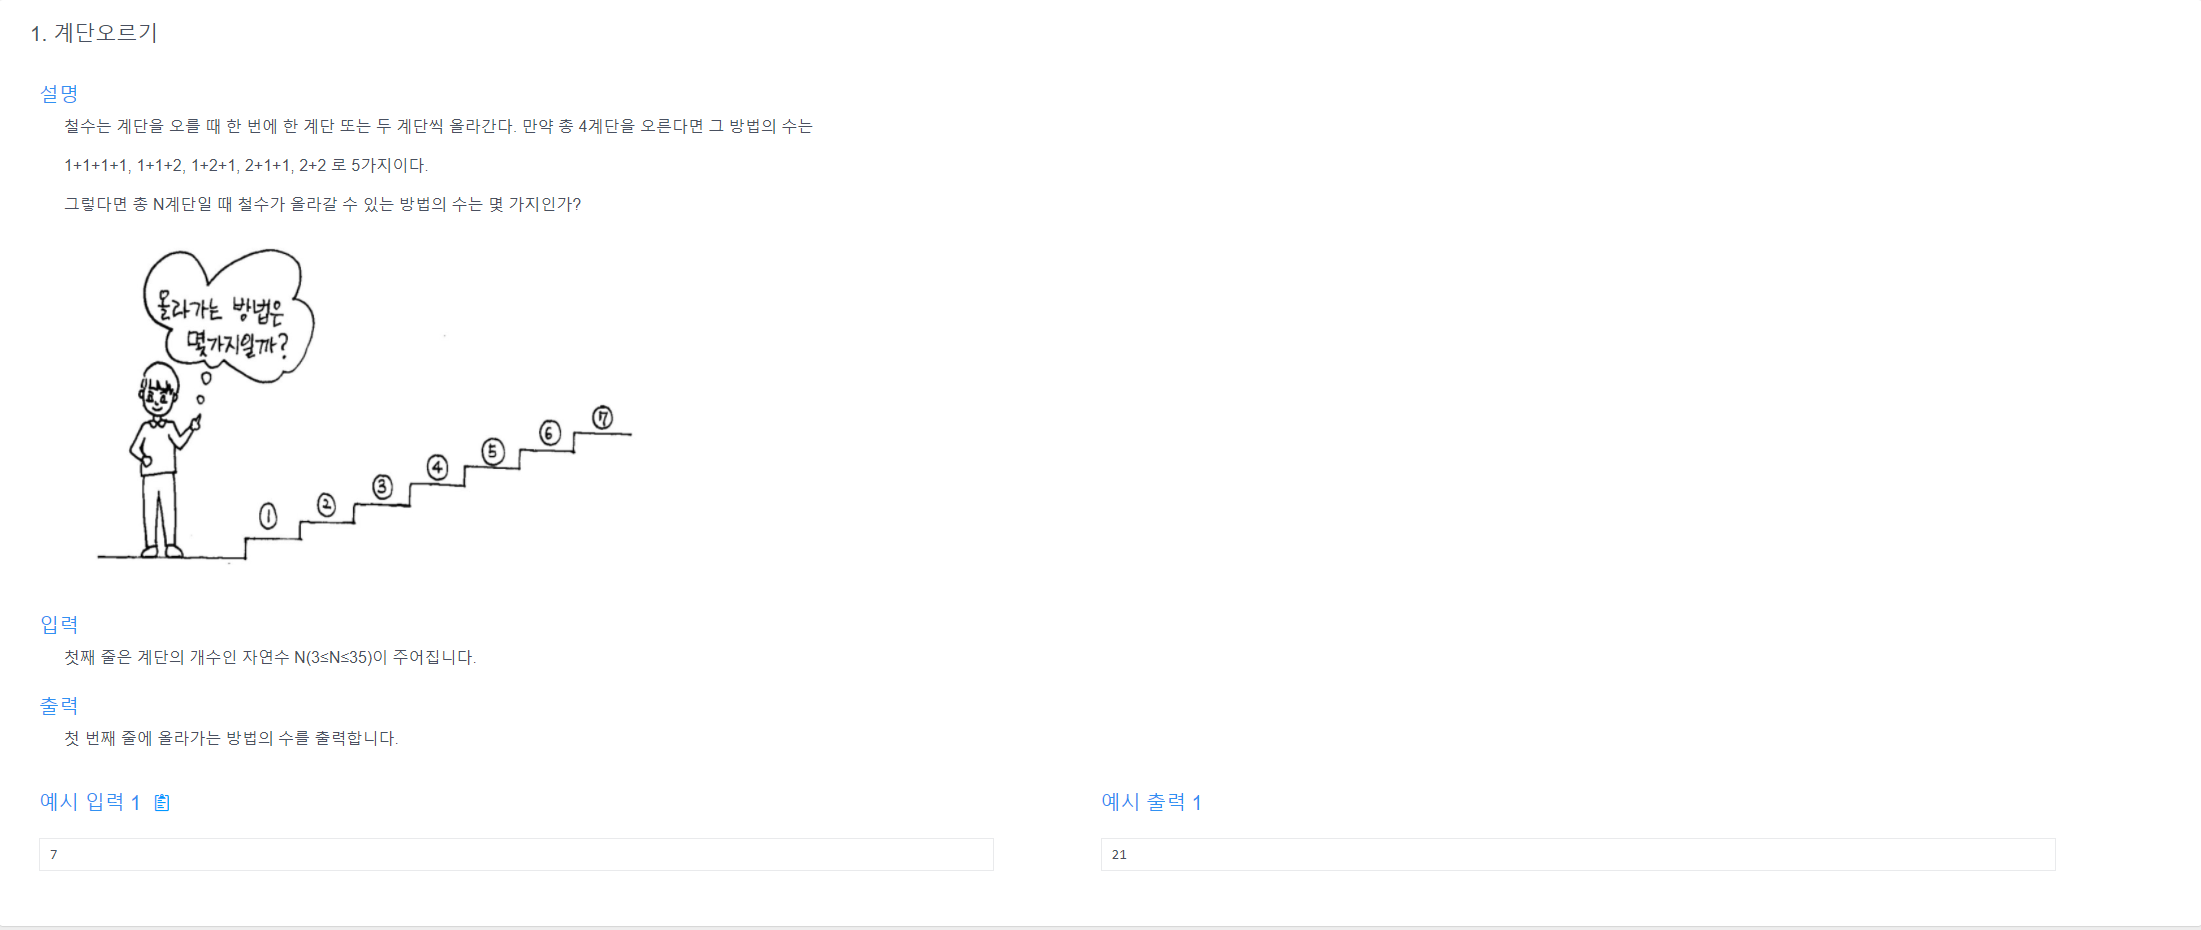 1. 계단오르기
설명
철수는 계단을 오를 때 한 번에 한 계단 또는 두 계단씩 올라간다. 만약 총 4계단을 오른다면 그 방법의 수는
1+1+1+1, 1+1+2, 1+2+1, 2+1+1, 2+2 로 5가지이다.
그렇다면 총 N계단일 때 철수가 올라갈 수 있는 방법의 수는 몇 가지인가?
올라가는 방법은
몇가지일까?
⑦
⑥
⑤
④
③
②
①
입력
첫째 줄은 계단의 개수인 자연수 N(3≤N≤35)이 주어집니다.
출력
첫 번째 줄에 올라가는 방법의 수를 출력합니다.
예시 입력 1
7
예시 출력 1
21